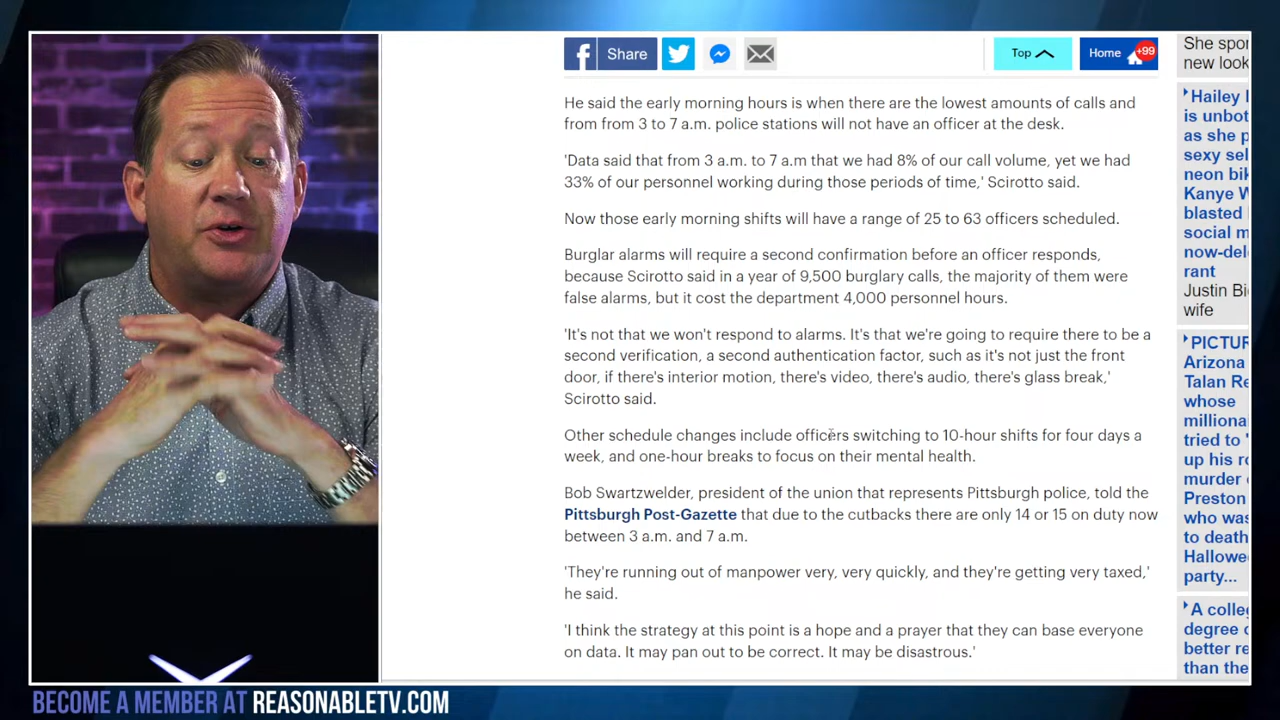 Share
Top
Home
+99
He said the early morning hours is when there are the lowest amounts of calls and
from from 3 to 7 a.m. police stations will not have an officer at the desk.
'Data said that from 3 a.m. to 7 a.m that we had 8% of our call volume, yet we had
33% of our personnel working during those periods of time,' Scirotto said.
Now those early morning shifts will have a range of 25 to 63 officers scheduled.
Burglar alarms will require a second confirmation before an officer responds,
because Scirotto said in a year of 9,500 burglary calls, the majority of them were
false alarms, but it cost the department 4,000 personnel hours.
'It's not that we won't respond to alarms. It's that we're going to require there to be a
second verification, a second authentication factor, such as it's not just the front
door, if there's interior motion, there's video, there's audio, there's glass break,'
Scirotto said.
Other schedule changes include officers switching to 10-hour shifts for four days a
week, and one-hour breaks to focus on their mental health.
Bob Swartzwelder, president of the union that represents Pittsburgh police, told the
Pittsburgh Post-Gazette that due to the cutbacks there are only 14 or 15 on duty now
between 3 a.m. and 7 a.m.
'They're running out of manpower very, very quickly, and they're getting very taxed,'
he said.
'I think the strategy at this point is a hope and a prayer that they can base everyone
on data. It may pan out to be correct. It may be disastrous.'
She spor
new look
Hailey
is unbot
as she p
sexy sel
neon bik
Kanye W
blasted
social m
now-del
rant
Justin Bi
wife
PICTUR
Arizona
Talan Re
whose
millional
tried to '
up his ro
murder
Preston
who was
to death
Hallowe
party...
A colle
degree
better re
than the
BECOME A MEMBER AT REASONABLETV.COM